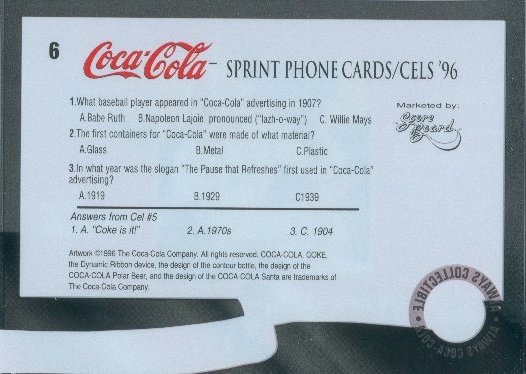 6
Coca-Cola SPRINT PHONE CARDS/CELS '96
1.What baseball player appeared in "Coca-Cola" advertising in 1907?
A.Babe Ruth B.Napoleon Lajoie pronounced ("lazh-o-way") C. Willie Mays
2.The first containers for "Coca-Cola" were made of what material?
A.Glass B.Metal C.Plastic
3.In what year was the slogan "The Pause that Refreshes" first used in "Coca-Cola"
advertising?
A.1919 B.1929 C1939
Marketed by:
Score Board
Answers from Cel #5
1. A. "Coke is it!" 2. A.1970s 3. C. 1904
Artwork ©1996 The Coca-Cola Company. All rights reserved. COCA-COLA, COKE,
the Dynamic Ribbon device, the design of the contour bottle, the design of the
COCA-COLA Polar Bear, and the design of the COCA-COLA Santa are trademarks of
The Coca-Cola Company.
ALWAYS COLLECTIBLE • ALWAYS COCA-COLA •